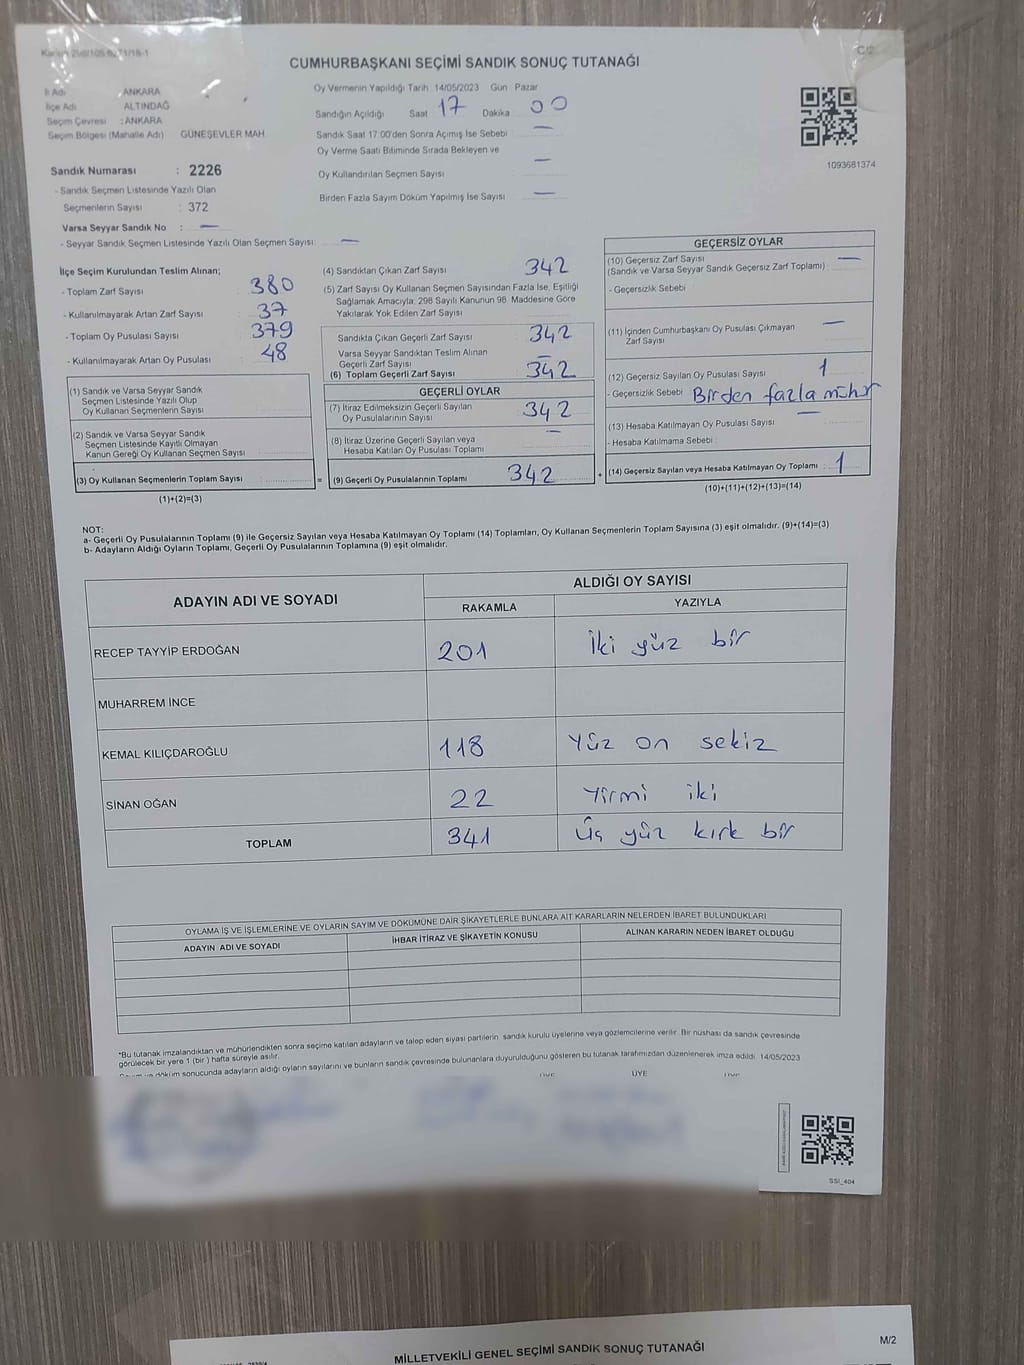 C/2
CUMHURBAŞKANI SEÇİMİ SANDIK SONUÇ TUTANAĞI
İl Adı : ANKARA
İlçe Adı : ALTINDAĞ
Seçim Çevresi : ANKARA
Seçim Bölgesi (Mahalle Adı) GÜNEŞEVLER MAH.
Oy Vermenin Yapıldığı Tarih 14/05/2023 Gün Pazar
Sandığın Açıldığı Saat 17 Dakika 00
Sandık Saat 17:00'den Sonra Açımış İse Sebebi —
Oy Verme Saati Bitiminde Sırada Bekleyen ve
Oy Kullandırılan Seçmen Sayısı —
Birden Fazla Sayım Döküm Yapılmış İse Sayısı —
1093681374
Sandık Numarası : 2226
- Sandık Seçmen Listesinde Yazılı Olan
Seçmenlerin Sayısı : 372
Varsa Seyyar Sandık No : —
- Seyyar Sandık Seçmen Listesinde Yazılı Olan Seçmen Sayısı: —
İlçe Seçim Kurulundan Teslim Alınan;
- Toplam Zarf Sayısı : 380
- Kullanılmayarak Artan Zarf Sayısı : 37
- Toplam Oy Pusulası Sayısı : 379
- Kullanılmayarak Artan Oy Pusulası : 48
(1) Sandık ve Varsa Seyyar Sandık
Seçmen Listesinde Yazılı Olup
Oy Kullanan Seçmenlerin Sayısı :
(2) Sandık ve Varsa Seyyar Sandık
Seçmen Listesinde Kayıtlı Olmayan
Kanun Gereği Oy Kullanan Seçmen Sayısı :
(3) Oy Kullanan Seçmenlerin Toplam Sayısı :
(1)+(2)=(3)
(4) Sandıktan Çıkan Zarf Sayısı 342
(5) Zarf Sayısı Oy Kullanan Seçmen Sayısından Fazla İse, Eşitliği
Sağlamak Amacıyla; 298 Sayılı Kanunun 98. Maddesine Göre
Yakılarak Yok Edilen Zarf Sayısı :
Sandıkta Çıkan Geçerli Zarf Sayısı 342
Varsa Seyyar Sandıktan Teslim Alınan
Geçerli Zarf Sayısı —
(6) Toplam Geçerli Zarf Sayısı 342
GEÇERLİ OYLAR
(7) İtiraz Edilmeksizin Geçerli Sayılan
Oy Pusulalarının Sayısı : 342
(8) İtiraz Üzerine Geçerli Sayılan veya
Hesaba Katılan Oy Pusulası Toplamı —
= (9) Geçerli Oy Pusulalarının Toplamı 342 +
GEÇERSİZ OYLAR
(10) Geçersiz Zarf Sayısı
(Sandık ve Varsa Seyyar Sandık Geçersiz Zarf Toplamı) : —
- Geçersizlik Sebebi :
(11) İçinden Cumhurbaşkanı Oy Pusulası Çıkmayan
Zarf Sayısı : —
(12) Geçersiz Sayılan Oy Pusulası Sayısı : 1
- Geçersizlik Sebebi : Birden fazla mühür
(13) Hesaba Katılmayan Oy Pusulası Sayısı : —
- Hesaba Katılmama Sebebi :
(14) Geçersiz Sayılan veya Hesaba Katılmayan Oy Toplamı : 1
(10)+(11)+(12)+(13)=(14)
NOT:
a- Geçerli Oy Pusulalarının Toplamı (9) ile Geçersiz Sayılan veya Hesaba Katılmayan Oy Toplamı (14) Toplamları, Oy Kullanan Seçmenlerin Toplam Sayısına (3) eşit olmalıdır. (9)+(14)=(3)
b- Adayların Aldığı Oyların Toplamı, Geçerli Oy Pusulalarının Toplamına (9) eşit olmalıdır.
ADAYIN ADI VE SOYADI ALDIĞI OY SAYISI
RAKAMLA YAZIYLA
RECEP TAYYİP ERDOĞAN 201 İki yüz bir
MUHARREM İNCE
KEMAL KILIÇDAROĞLU 118 Yüz on sekiz
SİNAN OĞAN 22 Yirmi iki
TOPLAM 341 Üç yüz kırk bir
OYLAMA İŞ VE İŞLEMLERİNE VE OYLARIN SAYIM VE DÖKÜMÜNE DAİR ŞİKAYETLERLE BUNLARA AİT KARARLARIN NELERDEN İBARET BULUNDUKLARI
ADAYIN ADI VE SOYADI İHBAR İTİRAZ VE ŞİKAYETİN KONUSU ALINAN KARARIN NEDEN İBARET OLDUĞU
*Bu tutanak imzalandıktan ve mühürlendikten sonra seçime katılan adayların ve talep eden siyasi partilerin sandık kurulu üyelerine veya gözlemcilerine verilir. Bir nüshası da sandık çevresinde
görülecek bir yere 1 (bir) hafta süreyle asılır.
döküm sonucunda adayların aldığı oyların sayılarını ve bunların sandık çevresinde bulunanlara duyurulduğunu gösteren bu tutanak tarafımızdan düzenlenerek imza edildi. 14/05/2023
ÜYE ÜYE ÜYE
SSI_404
M/2
MİLLETVEKİLİ GENEL SEÇİMİ SANDIK SONUÇ TUTANAĞI